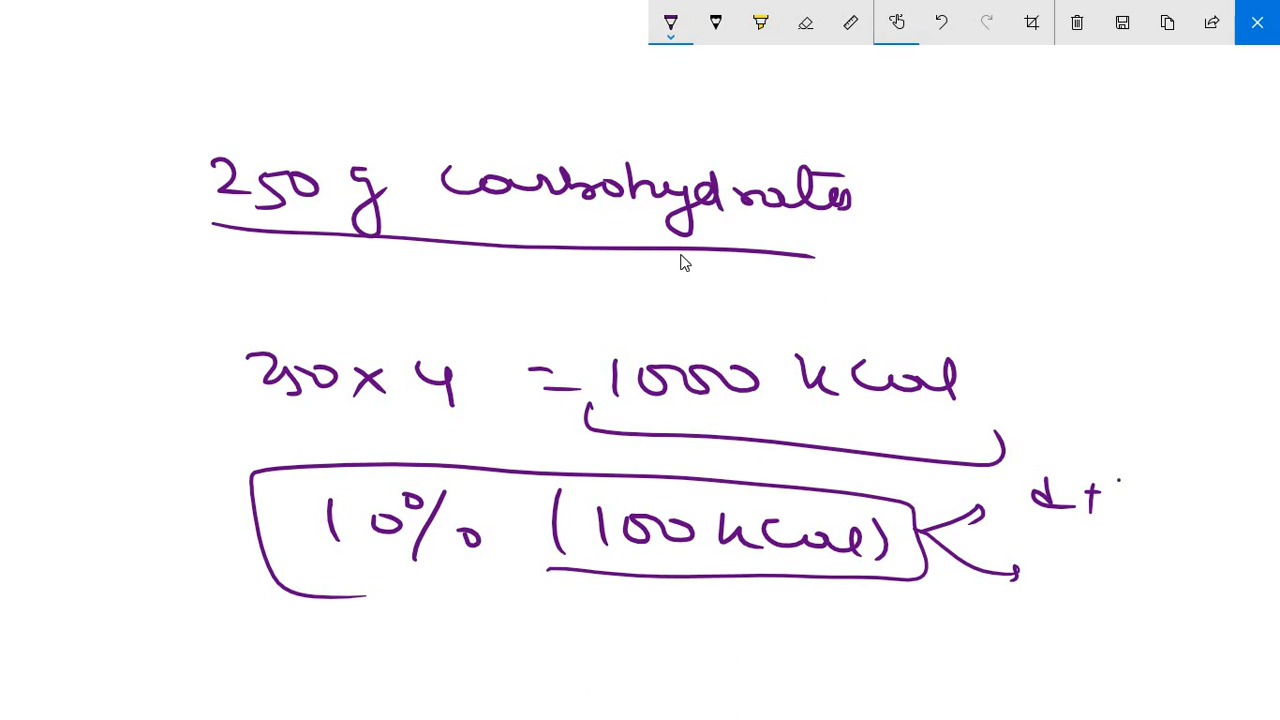 250 g carbohydrates
250 x 4 = 1000 kCal
10% (100 kCal)
d +